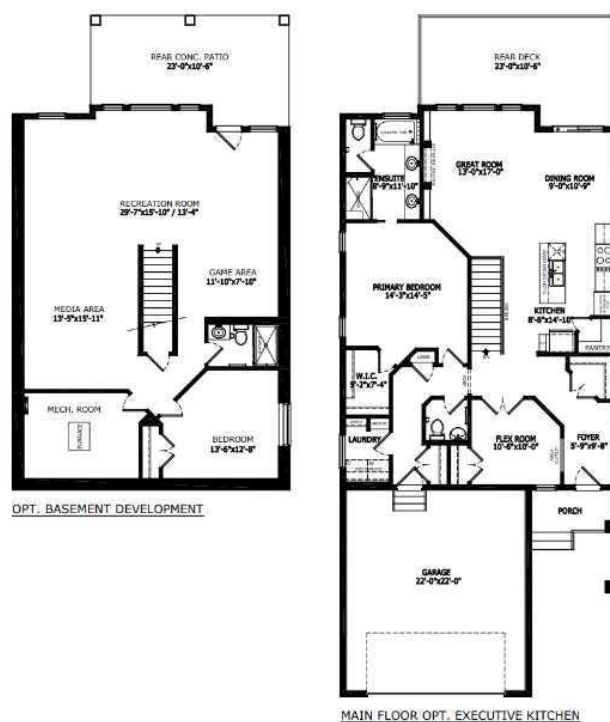 REAR CONC. PATIO
23'-0"x10'-6"
RECREATION ROOM
29'-7"x15'-10" / 13'-4"
GAME AREA
11'-10"x7'-10"
MEDIA AREA
13'-5"x15'-11"
MECH. ROOM
FURNACE
BEDROOM
13'-6"x12'-8"
OPT. BASEMENT DEVELOPMENT
REAR DECK
23'-0"x10'-6"
ENSUITE
8'-9"x11'-10"
GREAT ROOM
13'-0"x17'-0"
DINING ROOM
9'-0"x10'-9"
PRIMARY BEDROOM
14'-3"x14'-5"
KITCHEN
8'-6"x14'-10"
PANTRY
W.I.C.
5'-2"x7'-4"
LINEN
LAUNDRY
FLEX ROOM
10'-6"x10'-0"
FOYER
5'-9"x9'-8"
PORCH
GARAGE
22'-0"x22'-0"
MAIN FLOOR OPT. EXECUTIVE KITCHEN